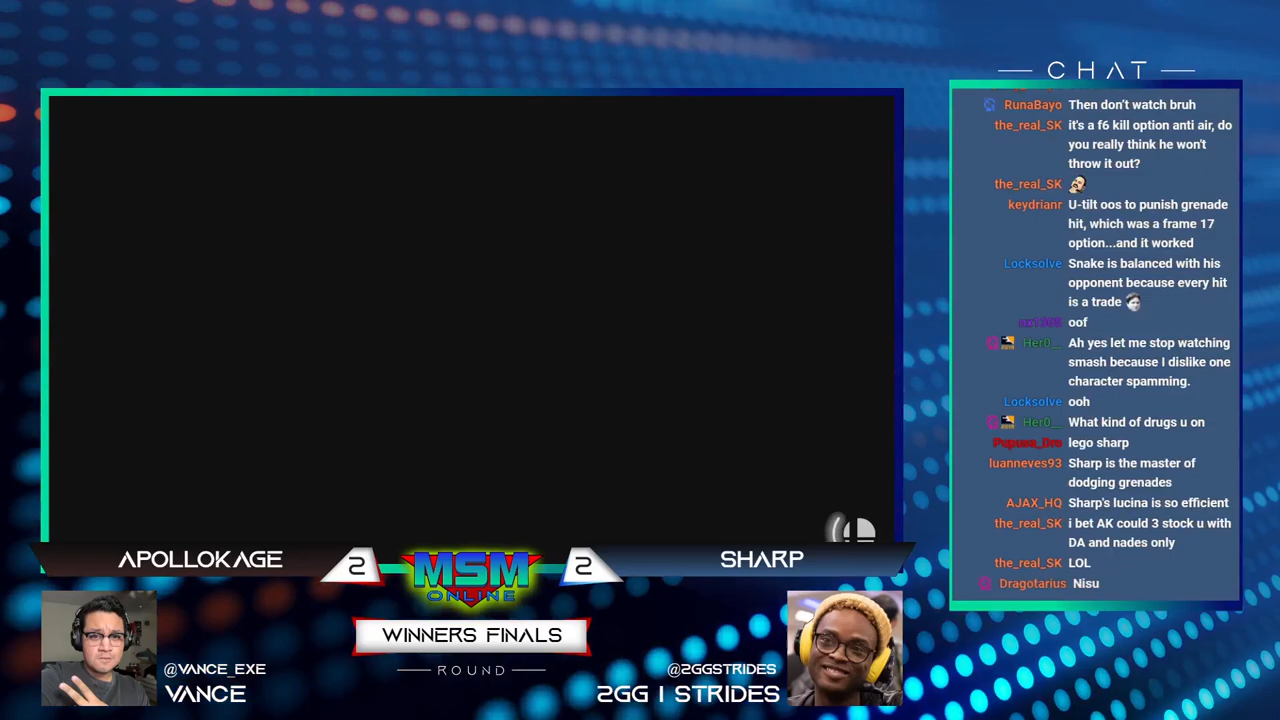 CHAT
RunaBayo Then don't watch bruh
the_real_SK it's a f6 kill option anti air, do
you really think he won't
throw it out?
the_real_SK
keydrianr U-tilt oos to punish grenade
hit, which was a frame 17
option...and it worked
Locksolve Snake is balanced with his
opponent because every hit
is a trade
oof
Her0__ Ah yes let me stop watching
smash because I dislike one
character spamming.
Locksolve ooh
Her0__ What kind of drugs u on
lego sharp
luanneves93 Sharp is the master of
dodging grenades
AJAX_HQ Sharp's lucina is so efficient
the_real_SK i bet AK could 3 stock u with
DA and nades only
the_real_SK LOL
Dragotarius Nisu
APOLLOKAGE 2
MSM
ONLINE
2 SHARP
WINNERS FINALS
ROUND
@VANCE_EXE
VANCE
@2GGSTRIDES
2GG | STRIDES